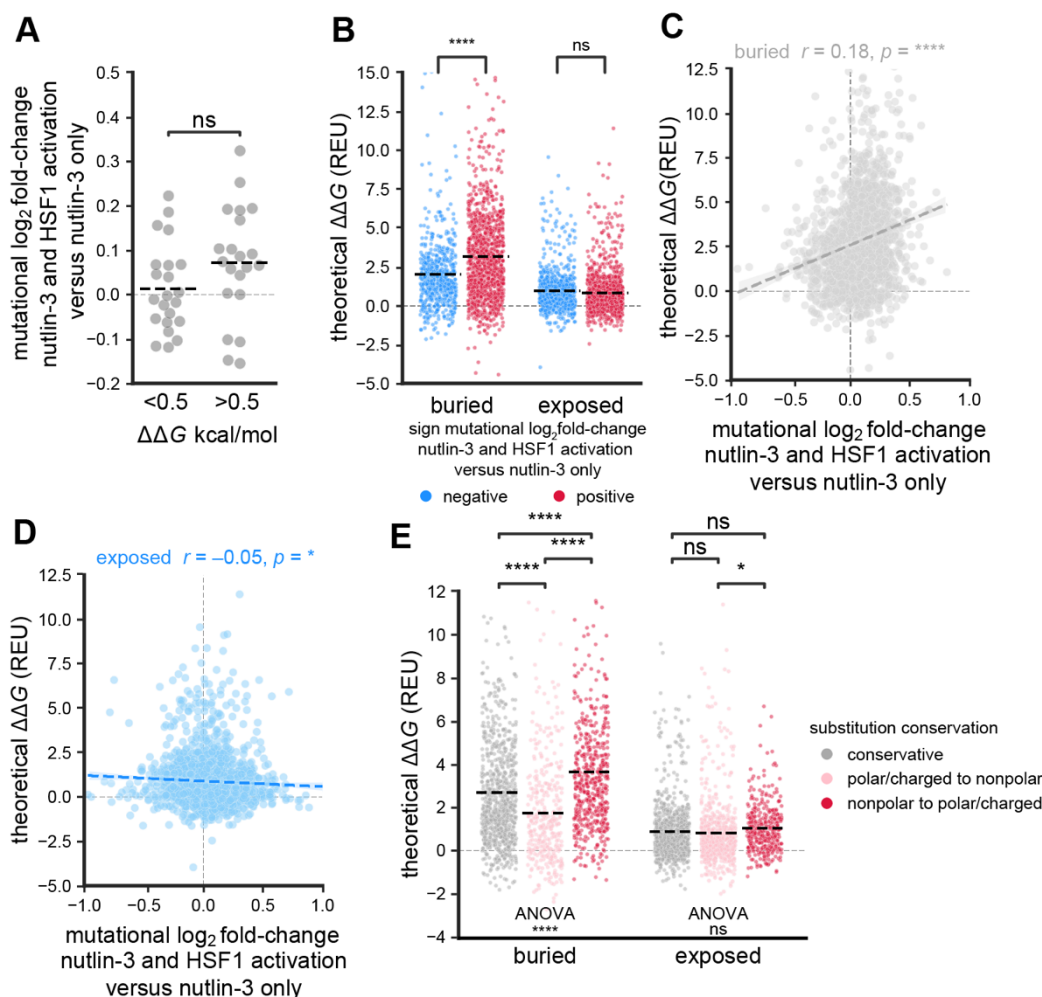 A
mutational log2 fold-change
nutlin-3 and HSF1 activation
versus nutlin-3 only
0.5
0.4
0.3
0.2
0.1
0.0
−0.1
−0.2
ns
<0.5 >0.5
ΔΔG kcal/mol
B
theoretical ΔΔG (REU)
15.0
12.5
10.0
7.5
5.0
2.5
0.0
−2.5
−5.0
**** ns
buried exposed
sign mutational log2fold-change
nutlin-3 and HSF1 activation
versus nutlin-3 only
negative positive
C
buried r = 0.18, p = ****
theoretical ΔΔG(REU)
12.5
10.0
7.5
5.0
2.5
0.0
−2.5
−5.0
−1.0 −0.5 0.0 0.5 1.0
mutational log2 fold-change
nutlin-3 and HSF1 activation
versus nutlin-3 only
D
exposed r = −0.05, p = *
theoretical ΔΔG (REU)
12.5
10.0
7.5
5.0
2.5
0.0
−2.5
−5.0
−1.0 −0.5 0.0 0.5 1.0
mutational log2 fold-change
nutlin-3 and HSF1 activation
versus nutlin-3 only
E
**** ns
**** ns
**** *
theoretical ΔΔG (REU)
12
10
8
6
4
2
0
−2
−4
ANOVA ANOVA
**** ns
buried exposed
substitution conservation
conservative
polar/charged to nonpolar
nonpolar to polar/charged